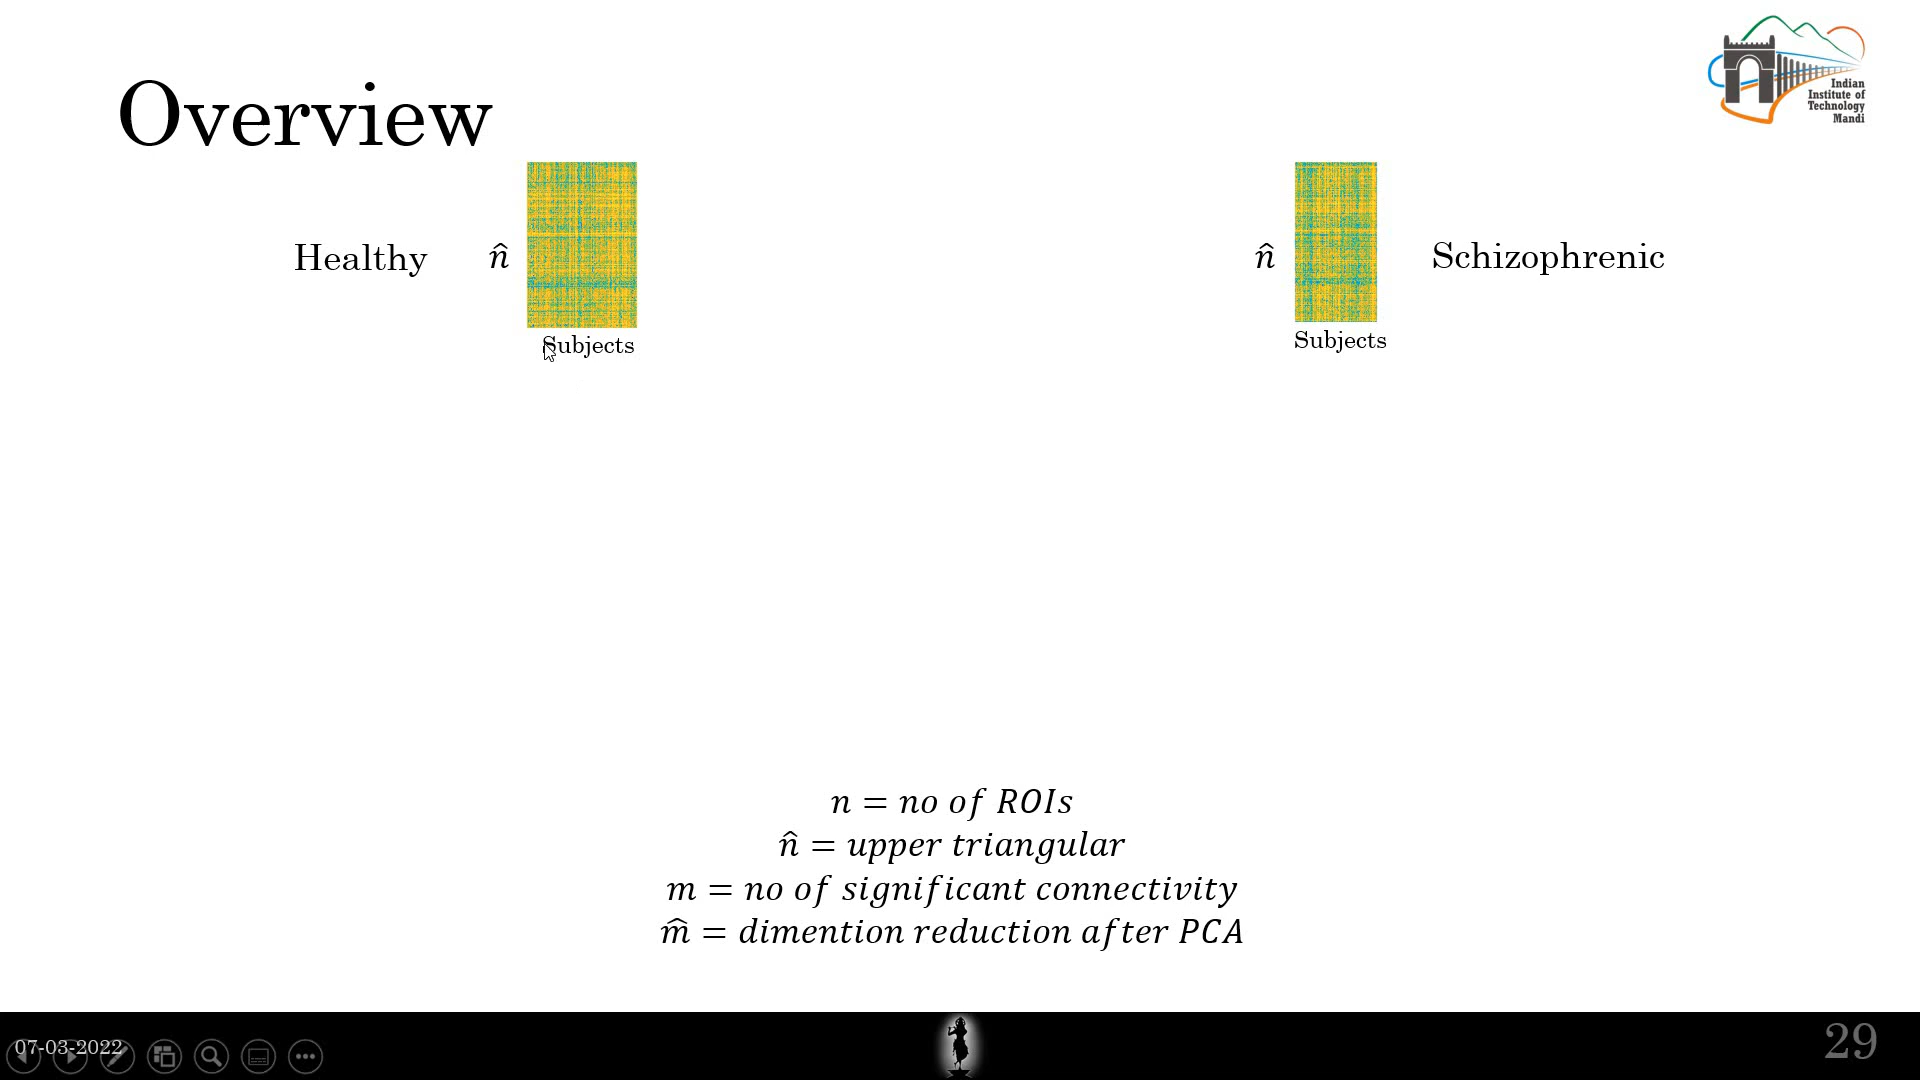 Indian
Institute of
Technology
Mandi
Overview
Healthy
n̂
Subjects
n̂
Schizophrenic
Subjects
n = no of ROIs
n̂ = upper triangular
m = no of significant connectivity
m̂ = dimention reduction after PCA
07-03-2022
29